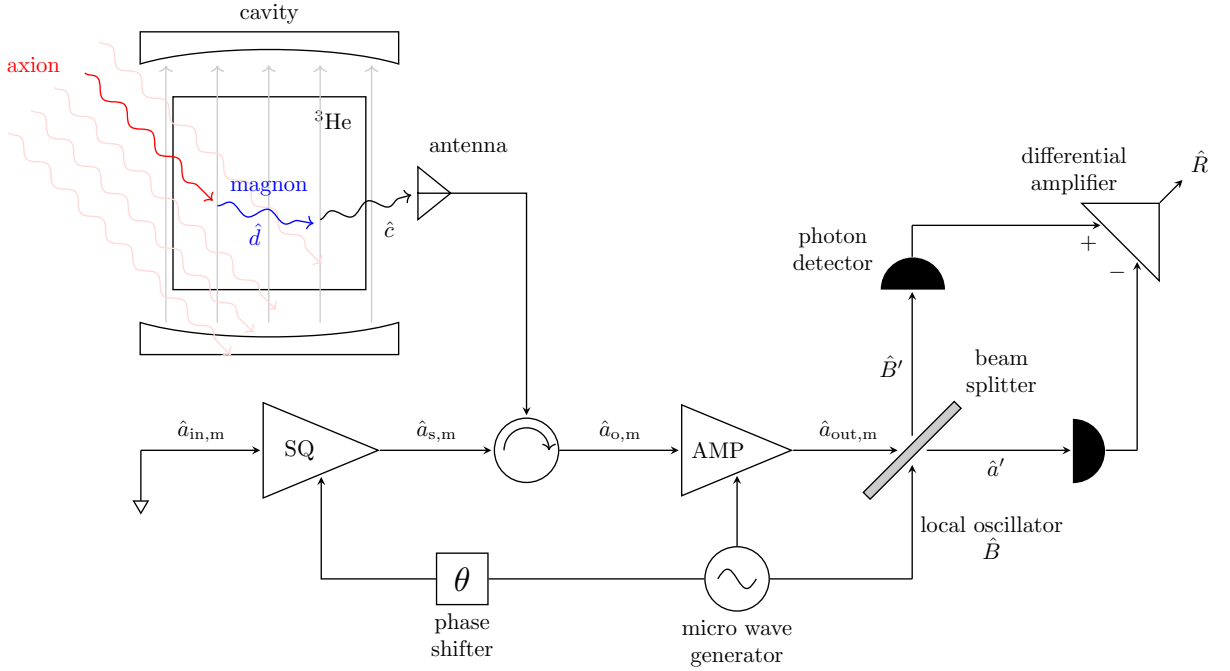 cavity
axion
³He
magnon
d̂
ĉ
antenna
differential
amplifier
R̂
+
−
photon
detector
B̂′
beam
splitter
â_in,m
SQ
â_s,m
â_o,m
AMP
â_out,m
â′
local oscillator
B̂
θ
phase
shifter
micro wave
generator